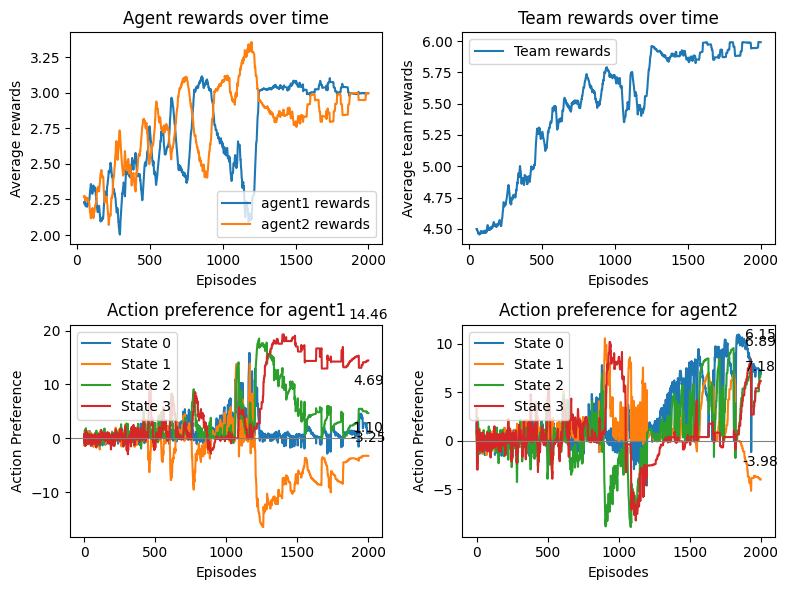 Agent rewards over time
Average rewards
3.25
3.00
2.75
2.50
2.25
2.00
agent1 rewards
agent2 rewards
0 500 1000 1500 2000
Episodes
Team rewards over time
Average team rewards
6.00
5.75
5.50
5.25
5.00
4.75
4.50
Team rewards
0 500 1000 1500 2000
Episodes
Action preference for agent1
14.46
Action Preference
20
10
0
−10
State 0
State 1
State 2
State 3
4.69
1.10
-3.25
0 500 1000 1500 2000
Episodes
Action preference for agent2
Action Preference
10
5
0
−5
State 0
State 1
State 2
State 3
6.15
6.89
7.18
-3.98
0 500 1000 1500 2000
Episodes